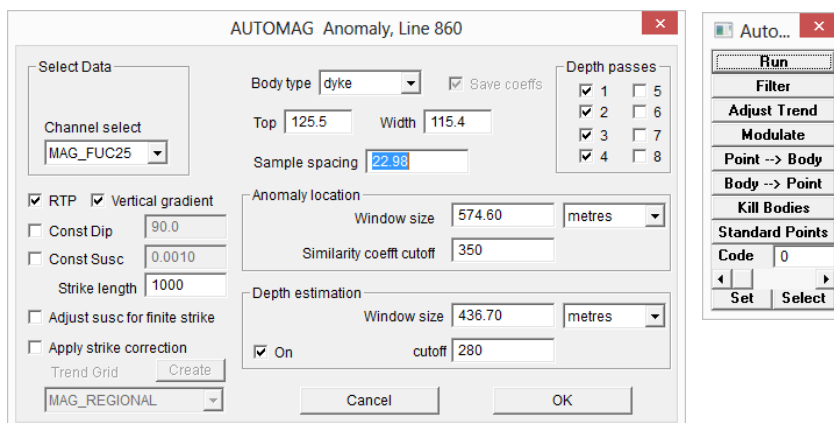 AUTOMAG Anomaly, Line 860
Select Data
Channel select
MAG_FUC25
RTP Vertical gradient
Const Dip 90.0
Const Susc 0.0010
Strike length 1000
Adjust susc for finite strike
Apply strike correction
Trend Grid Create
MAG_REGIONAL
Body type dyke Save coeffs
Top 125.5 Width 115.4
Sample spacing 22.98
Depth passes
1 5
2 6
3 7
4 8
Anomaly location
Window size 574.60 metres
Similarity coefft cutoff 350
Depth estimation
Window size 436.70 metres
On cutoff 280
Cancel OK
Auto...
Run
Filter
Adjust Trend
Modulate
Point --> Body
Body --> Point
Kill Bodies
Standard Points
Code 0
Set Select